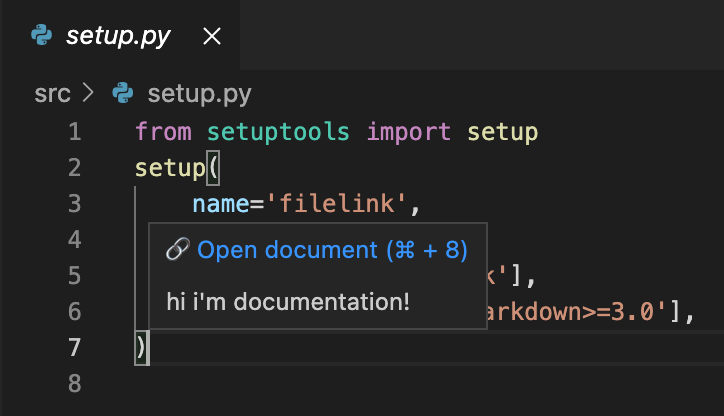 setup.py
src > setup.py
1 from setuptools import setup
2 setup(
3 name='filelink',
4
Open document (⌘ + 8)
5 k'],
hi i'm documentation!
6 arkdown>=3.0'],
7 )
8